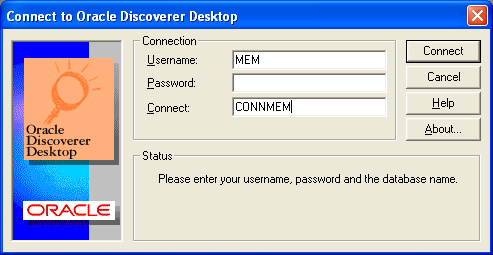 Connect to Oracle Discoverer Desktop
Connection
Username: MEM
Password:
Connect: CONNMEM
Connect
Cancel
Help
About...
Oracle
Discoverer
Desktop
ORACLE
Status
Please enter your username, password and the database name.